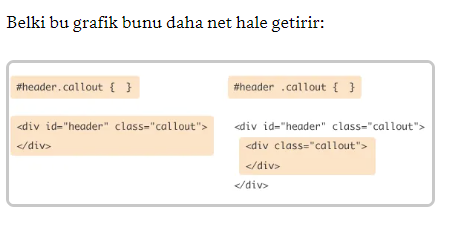 Belki bu grafik bunu daha net hale getirir:
#header.callout { }
<div id="header" class="callout">
</div>
#header .callout { }
<div id="header" class="callout">
<div class="callout">
</div>
</div>